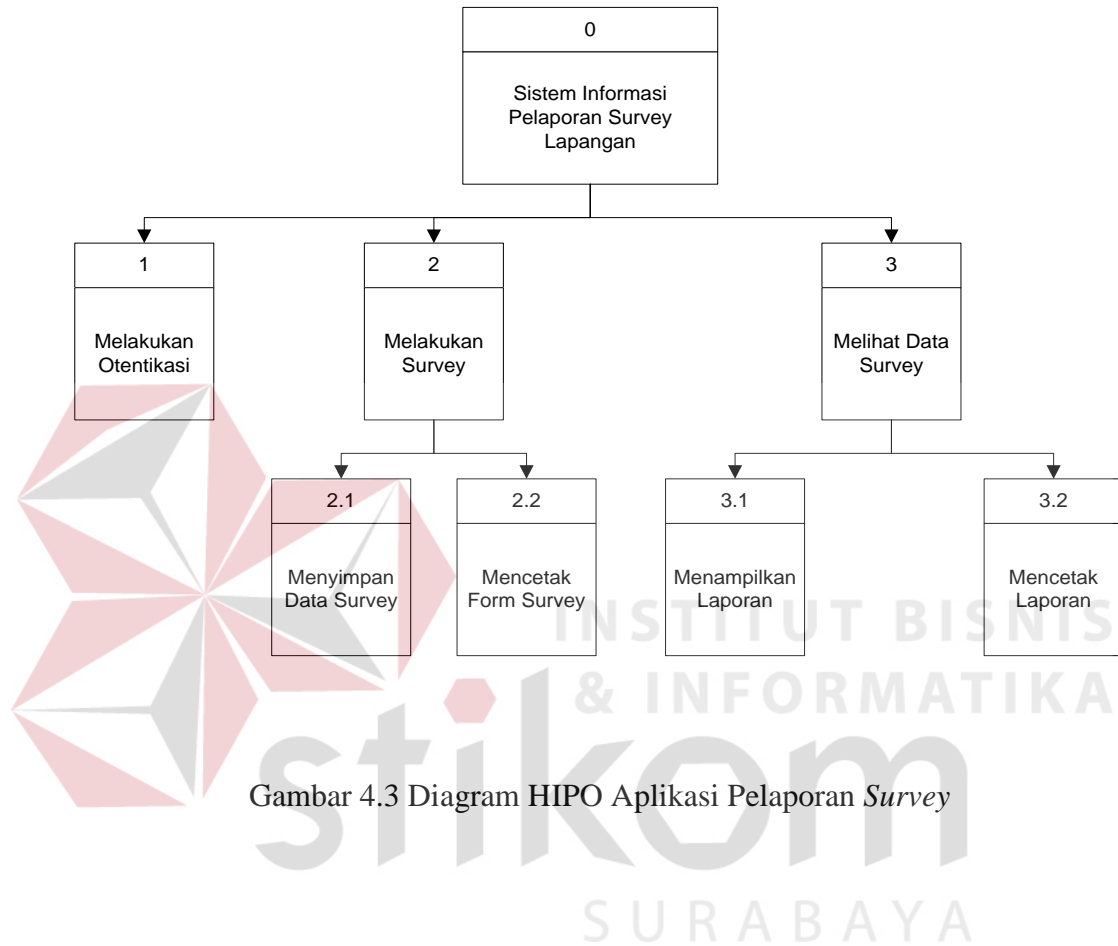 0
Sistem Informasi
Pelaporan Survey
Lapangan
1
Melakukan
Otentikasi
2
Melakukan
Survey
3
Melihat Data
Survey
2.1
Menyimpan
Data Survey
2.2
Mencetak
Form Survey
3.1
Menampilkan
Laporan
3.2
Mencetak
Laporan
INSTITUT BISNIS
& INFORMATIKA
stikom
SURABAYA
Gambar 4.3 Diagram HIPO Aplikasi Pelaporan Survey